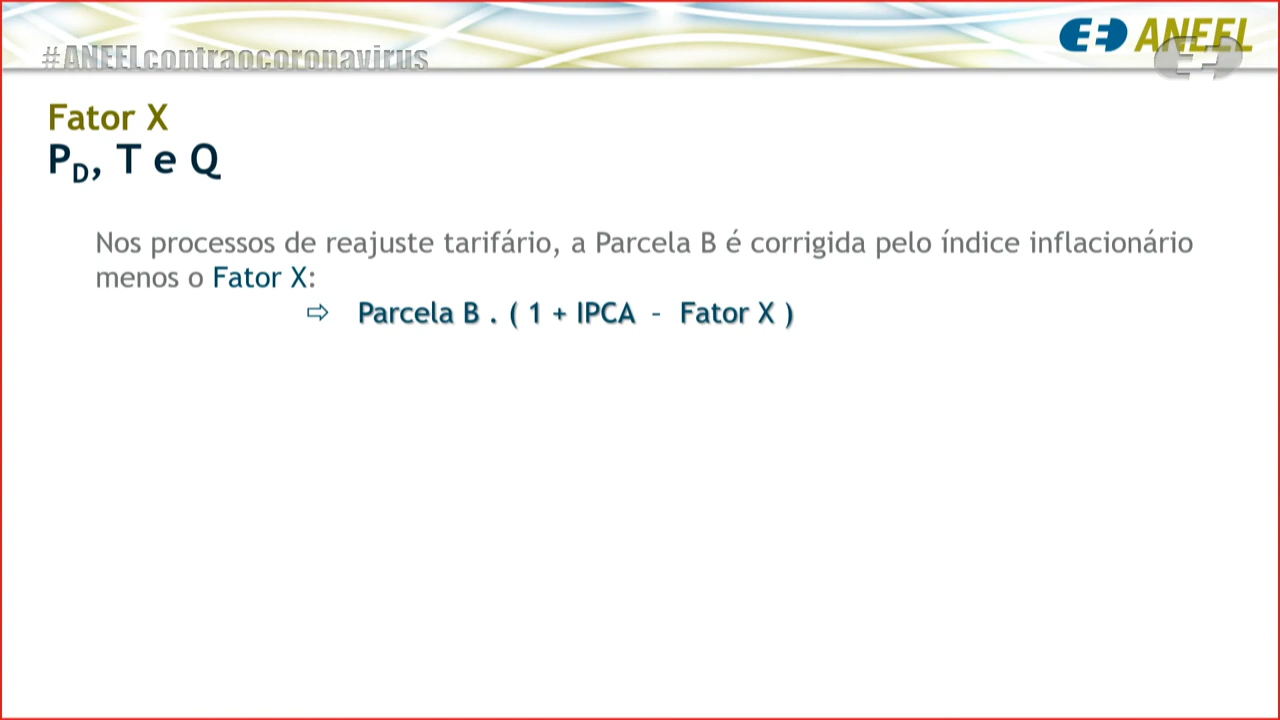 #ANEELcontraocoronavirus
ANEEL
Fator X
PD, T e Q
Nos processos de reajuste tarifário, a Parcela B é corrigida pelo índice inflacionário
menos o Fator X:
⇨ Parcela B . ( 1 + IPCA – Fator X )